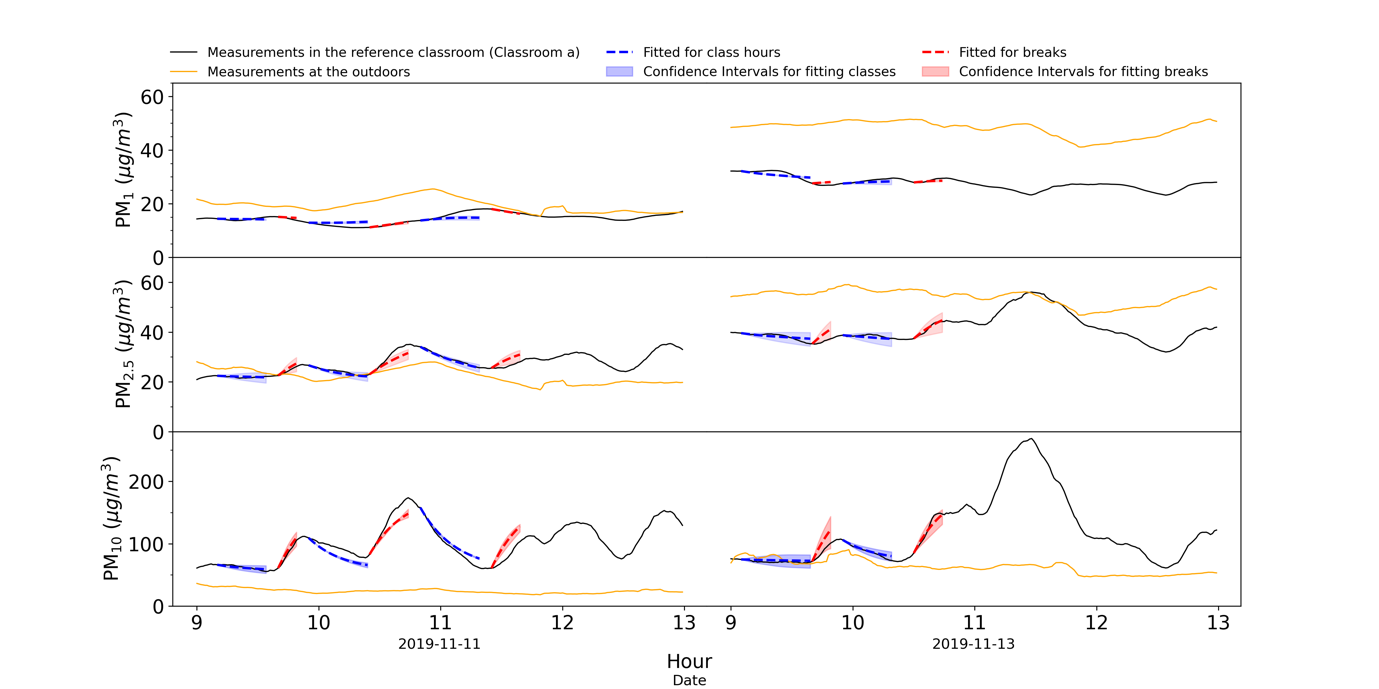 Measurements in the reference classroom (Classroom a)
Measurements at the outdoors
Fitted for class hours
Confidence Intervals for fitting classes
Fitted for breaks
Confidence Intervals for fitting breaks
PM₁ (μg/m³)
60
40
20
0
PM₂.₅ (μg/m³)
60
40
20
0
PM₁₀ (μg/m³)
200
100
0
9 10 11 12 13 9 10 11 12 13
2019-11-11 2019-11-13
Hour
Date